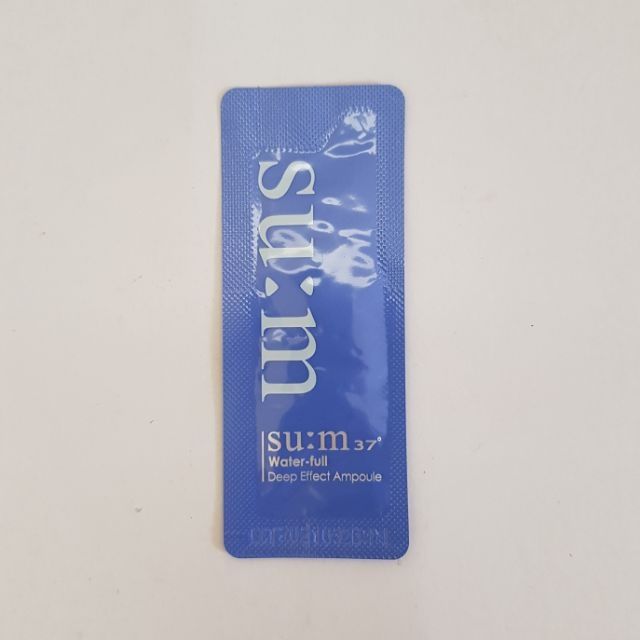 su:m
su:m 37°
Water-full
Deep Effect Ampoule